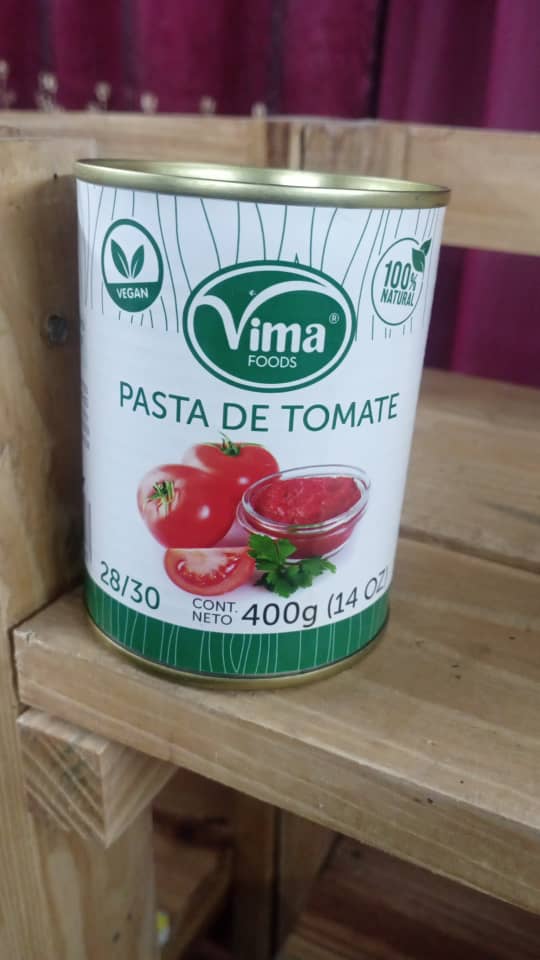 VEGAN
Vima®
FOODS
100%
NATURAL
PASTA DE TOMATE
28/30
CONT.
NETO
400g (14 OZ)